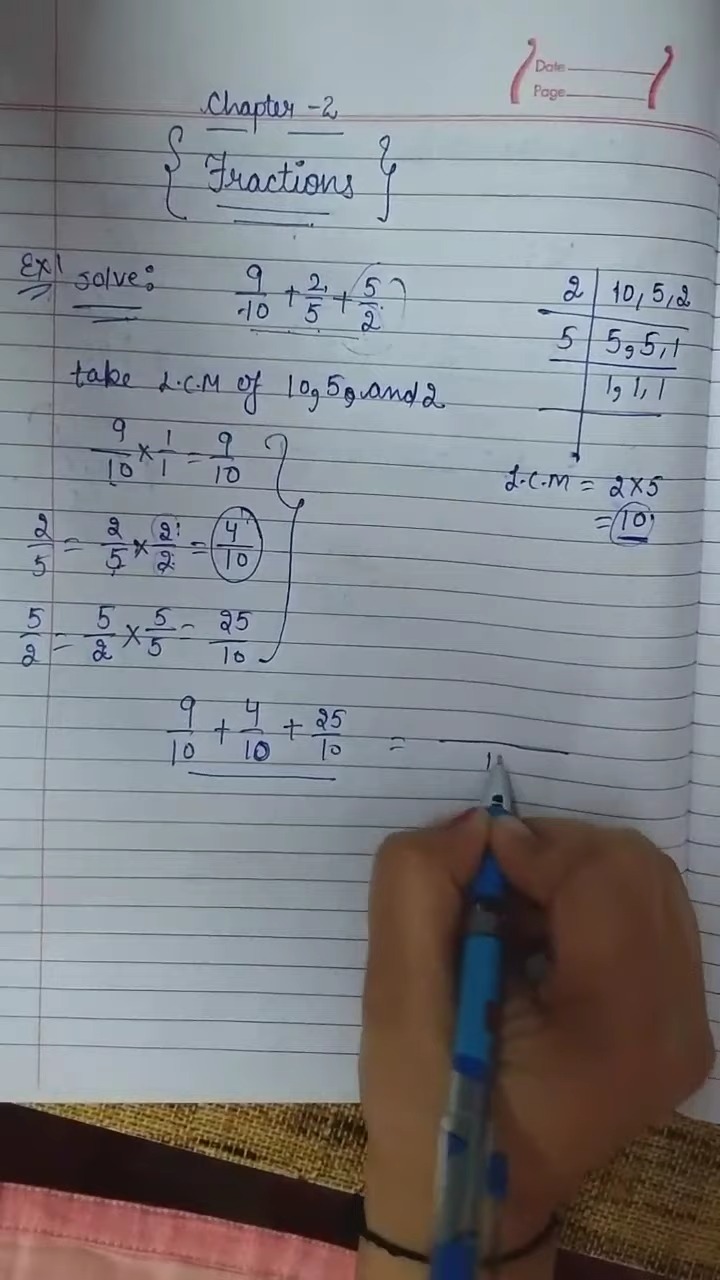 Date
Page
Chapter -2
Fractions
Ex1 solve: 9/10 + 2/5 + 5/2
2 | 10, 5, 2
5 | 5, 5, 1
1, 1, 1
take L.C.M of 10, 5, and 2
9/10 × 1/1 = 9/10
L.C.M = 2×5
= 10
2/5 = 2/5 × 2/2 = 4/10
5/2 = 5/2 × 5/5 = 25/10
9/10 + 4/10 + 25/10 = /1